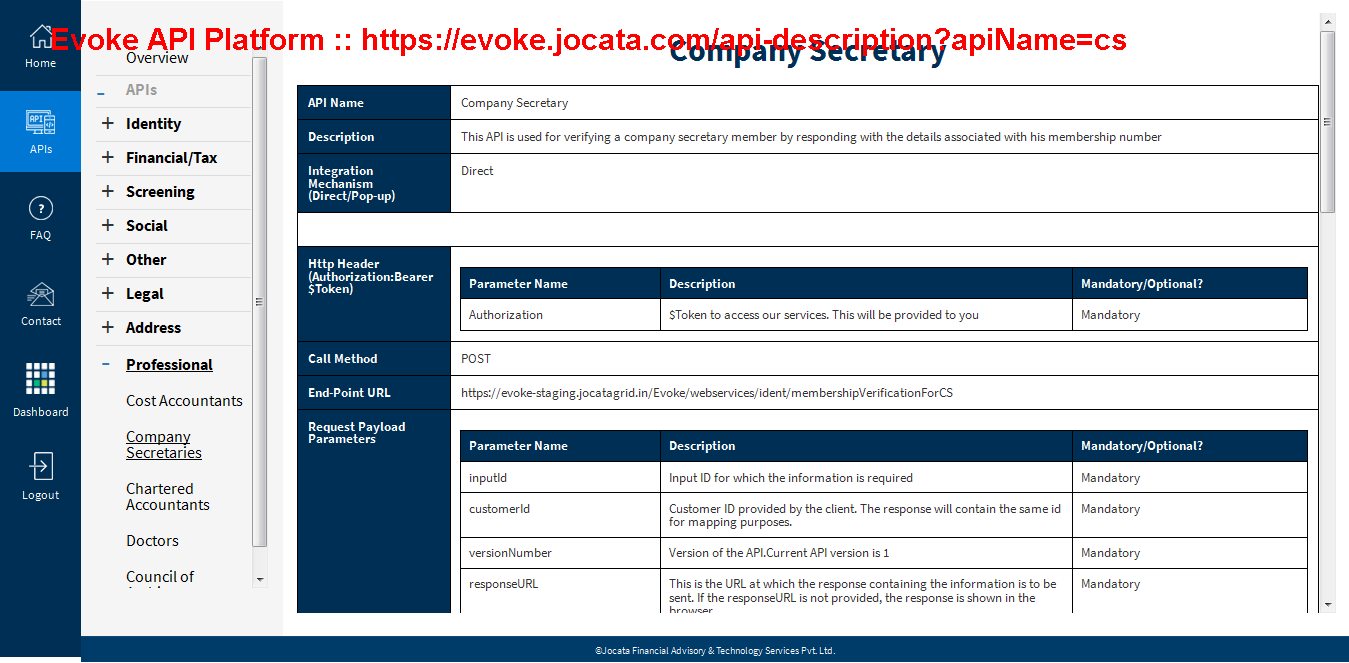 Evoke API Platform :: https://evoke.jocata.com/api-description?apiName=cs
Home
APIs
FAQ
Contact
Dashboard
Logout
Overview
APIs
Identity
Financial/Tax
Screening
Social
Other
Legal
Address
Professional
Cost Accountants
Company
Secretaries
Chartered
Accountants
Doctors
Council of
Company Secretary
API Name
Company Secretary
Description
This API is used for verifying a company secretary member by responding with the details associated with his membership number
Integration
Mechanism
(Direct/Pop-up)
Direct
Http Header
(Authorization:Bearer
$Token)
Parameter Name Description Mandatory/Optional?
Authorization $Token to access our services. This will be provided to you Mandatory
Call Method
POST
End-Point URL
https://evoke-staging.jocatagrid.in/Evoke/webservices/ident/membershipVerificationForCS
Request Payload
Parameters
Parameter Name Description Mandatory/Optional?
inputId Input ID for which the information is required Mandatory
customerId Customer ID provided by the client. The response will contain the same id Mandatory
for mapping purposes.
versionNumber Version of the API.Current API version is 1 Mandatory
responseURL This is the URL at which the response containing the information is to be Mandatory
sent. If the responseURL is not provided, the response is shown in the
browser
©Jocata Financial Advisory & Technology Services Pvt. Ltd.